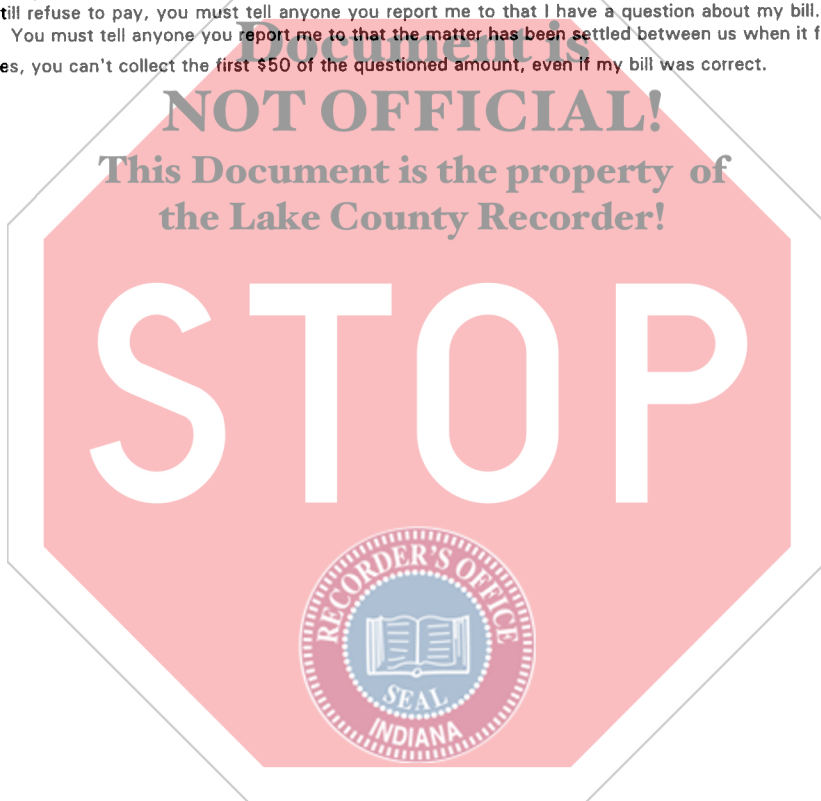 till refuse to pay, you must tell anyone you report me to that I have a question about my bill.
You must tell anyone you report me to that the matter has been settled between us when it f
es, you can't collect the first $50 of the questioned amount, even if my bill was correct.
Document is
NOT OFFICIAL!
This Document is the property of
the Lake County Recorder!
STOP
RECORDER'S OFFICE
SEAL
INDIANA